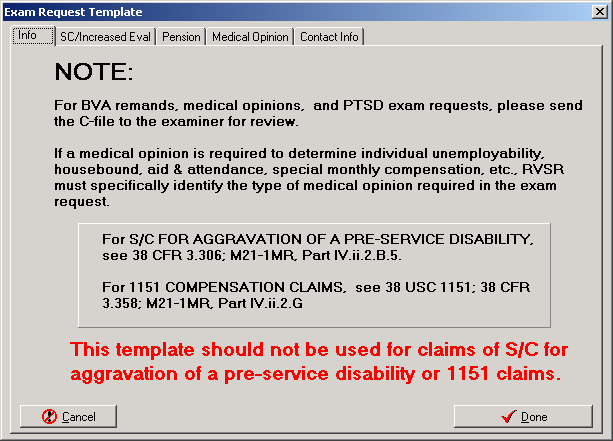 Exam Request Template
Info SC/Increased Eval Pension Medical Opinion Contact Info
NOTE:
For BVA remands, medical opinions, and PTSD exam requests, please send
the C-file to the examiner for review.
If a medical opinion is required to determine individual unemployability,
housebound, aid & attendance, special monthly compensation, etc., RVSR
must specifically identify the type of medical opinion required in the exam
request.
For S/C FOR AGGRAVATION OF A PRE-SERVICE DISABILITY,
see 38 CFR 3.306; M21-1MR, Part IV.ii.2.B.5.
For 1151 COMPENSATION CLAIMS, see 38 USC 1151; 38 CFR
3.358; M21-1MR, Part IV.ii.2.G
This template should not be used for claims of S/C for
aggravation of a pre-service disability or 1151 claims.
Cancel Done